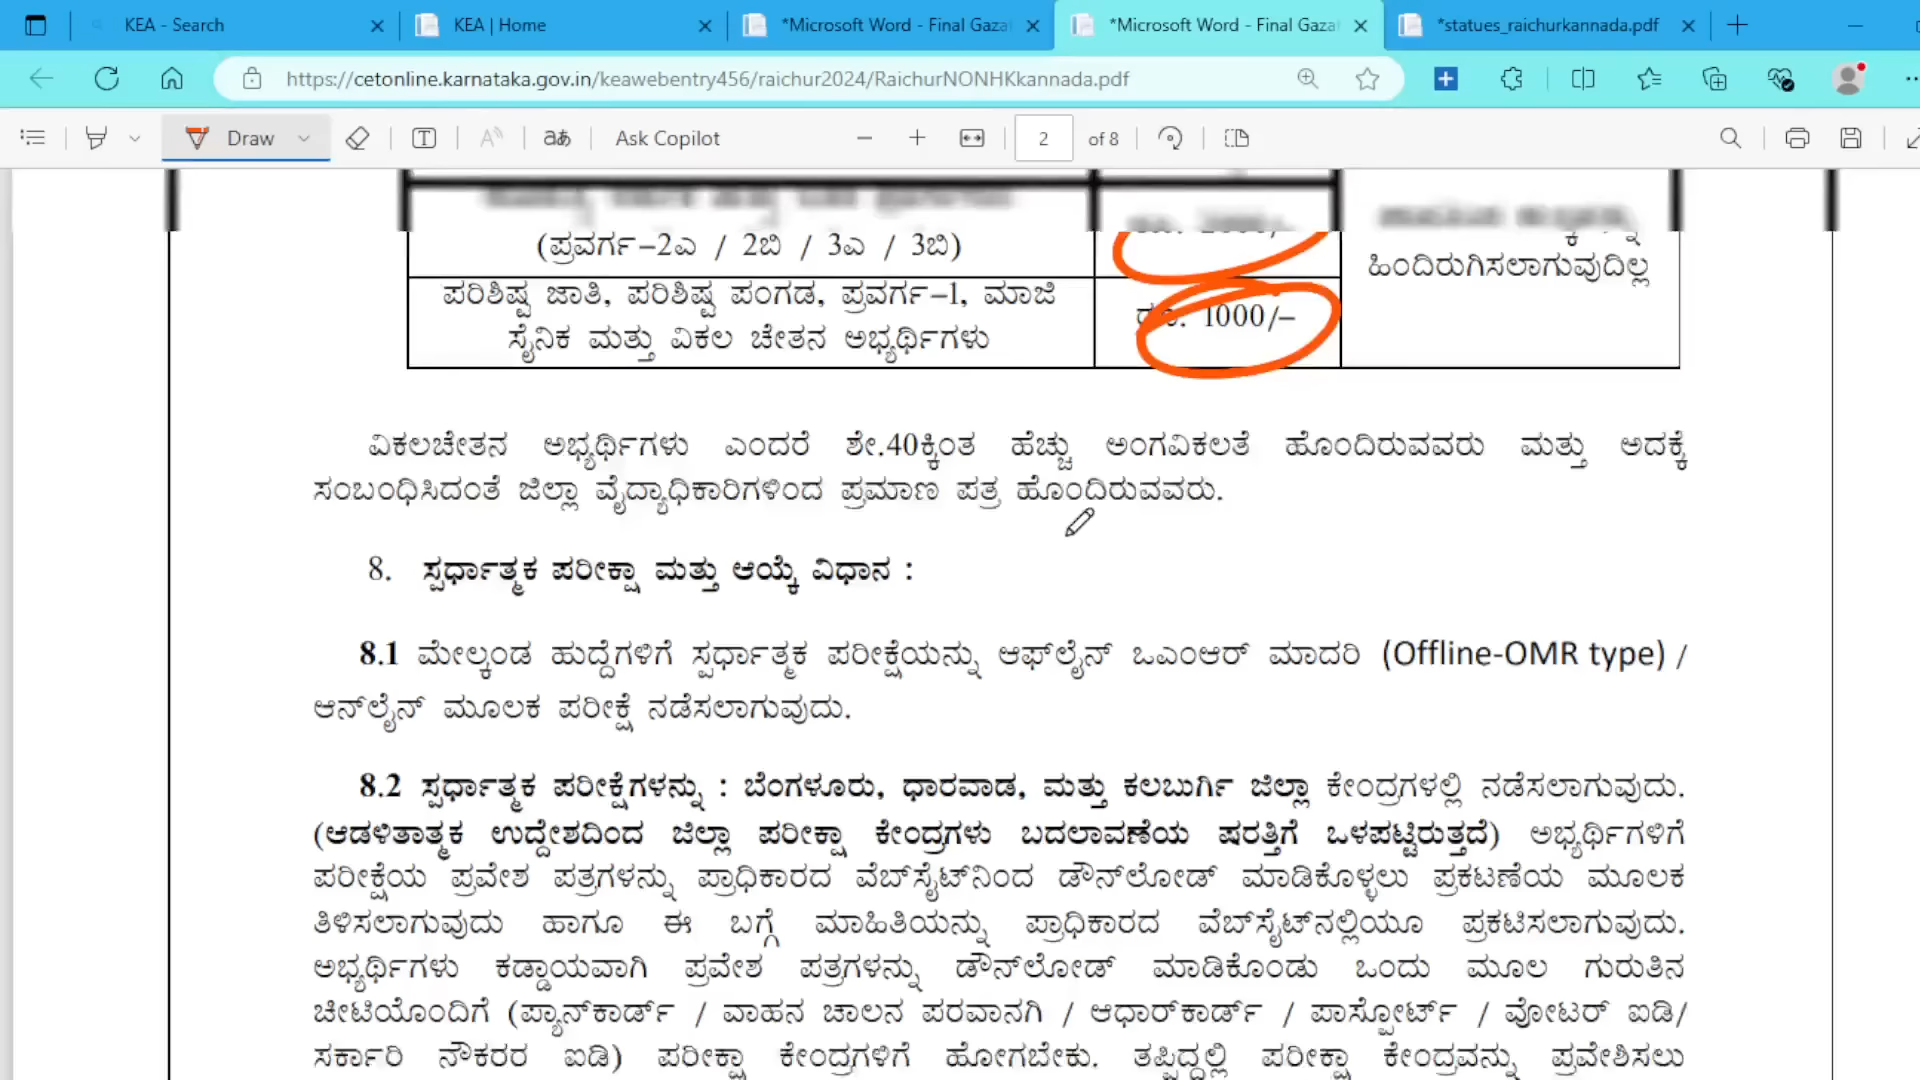 KEA - Search
KEA | Home
*Microsoft Word - Final Gaza
*Microsoft Word - Final Gaza
*statues_raichurkannada.pdf
https://cetonline.karnataka.gov.in/keawebentry456/raichur2024/RaichurNONHKkannada.pdf
Draw
Ask Copilot
2 of 8
(ಪ್ರವರ್ಗ-2ಎ / 2ಬಿ / 3ಎ / 3ಬಿ)
ಹಿಂದಿರುಗಿಸಲಾಗುವುದಿಲ್ಲ
ಪರಿಶಿಷ್ಟ ಜಾತಿ, ಪರಿಶಿಷ್ಟ ಪಂಗಡ, ಪ್ರವರ್ಗ-1, ಮಾಜಿ
ಸೈನಿಕ ಮತ್ತು ವಿಕಲ ಚೇತನ ಅಭ್ಯರ್ಥಿಗಳು
ರೂ. 1000/-
ವಿಕಲಚೇತನ ಅಭ್ಯರ್ಥಿಗಳು ಎಂದರೆ ಶೇ.40ಕ್ಕಿಂತ ಹೆಚ್ಚು ಅಂಗವಿಕಲತೆ ಹೊಂದಿರುವವರು ಮತ್ತು ಅದಕ್ಕೆ
ಸಂಬಂಧಿಸಿದಂತೆ ಜಿಲ್ಲಾ ವೈದ್ಯಾಧಿಕಾರಿಗಳಿಂದ ಪ್ರಮಾಣ ಪತ್ರ ಹೊಂದಿರುವವರು.
8. ಸ್ಪರ್ಧಾತ್ಮಕ ಪರೀಕ್ಷಾ ಮತ್ತು ಆಯ್ಕೆ ವಿಧಾನ :
8.1 ಮೇಲ್ಕಂಡ ಹುದ್ದೆಗಳಿಗೆ ಸ್ಪರ್ಧಾತ್ಮಕ ಪರೀಕ್ಷೆಯನ್ನು ಆಫ್‌ಲೈನ್ ಒಎಂಆರ್ ಮಾದರಿ (Offline-OMR type) /
ಆನ್‌ಲೈನ್ ಮೂಲಕ ಪರೀಕ್ಷೆ ನಡೆಸಲಾಗುವುದು.
8.2 ಸ್ಪರ್ಧಾತ್ಮಕ ಪರೀಕ್ಷೆಗಳನ್ನು : ಬೆಂಗಳೂರು, ಧಾರವಾಡ, ಮತ್ತು ಕಲಬುರ್ಗಿ ಜಿಲ್ಲಾ ಕೇಂದ್ರಗಳಲ್ಲಿ ನಡೆಸಲಾಗುವುದು.
(ಆಡಳಿತಾತ್ಮಕ ಉದ್ದೇಶದಿಂದ ಜಿಲ್ಲಾ ಪರೀಕ್ಷಾ ಕೇಂದ್ರಗಳು ಬದಲಾವಣೆಯ ಷರತ್ತಿಗೆ ಒಳಪಟ್ಟಿರುತ್ತದೆ) ಅಭ್ಯರ್ಥಿಗಳಿಗೆ
ಪರೀಕ್ಷೆಯ ಪ್ರವೇಶ ಪತ್ರಗಳನ್ನು ಪ್ರಾಧಿಕಾರದ ವೆಬ್‌ಸೈಟ್‌ನಿಂದ ಡೌನ್‌ಲೋಡ್ ಮಾಡಿಕೊಳ್ಳಲು ಪ್ರಕಟಣೆಯ ಮೂಲಕ
ತಿಳಿಸಲಾಗುವುದು ಹಾಗೂ ಈ ಬಗ್ಗೆ ಮಾಹಿತಿಯನ್ನು ಪ್ರಾಧಿಕಾರದ ವೆಬ್‌ಸೈಟ್‌ನಲ್ಲಿಯೂ ಪ್ರಕಟಿಸಲಾಗುವುದು.
ಅಭ್ಯರ್ಥಿಗಳು ಕಡ್ಡಾಯವಾಗಿ ಪ್ರವೇಶ ಪತ್ರಗಳನ್ನು ಡೌನ್‌ಲೋಡ್ ಮಾಡಿಕೊಂಡು ಒಂದು ಮೂಲ ಗುರುತಿನ
ಚೀಟಿಯೊಂದಿಗೆ (ಪ್ಯಾನ್‌ಕಾರ್ಡ್ / ವಾಹನ ಚಾಲನ ಪರವಾನಗಿ / ಆಧಾರ್‌ಕಾರ್ಡ್ / ಪಾಸ್ಪೋರ್ಟ್ / ವೋಟರ್ ಐಡಿ/
ಸರ್ಕಾರಿ ನೌಕರರ ಐಡಿ) ಪರೀಕ್ಷಾ ಕೇಂದ್ರಗಳಿಗೆ ಹೋಗಬೇಕು. ತಪ್ಪಿದ್ದಲ್ಲಿ ಪರೀಕ್ಷಾ ಕೇಂದ್ರವನ್ನು ಪ್ರವೇಶಿಸಲು